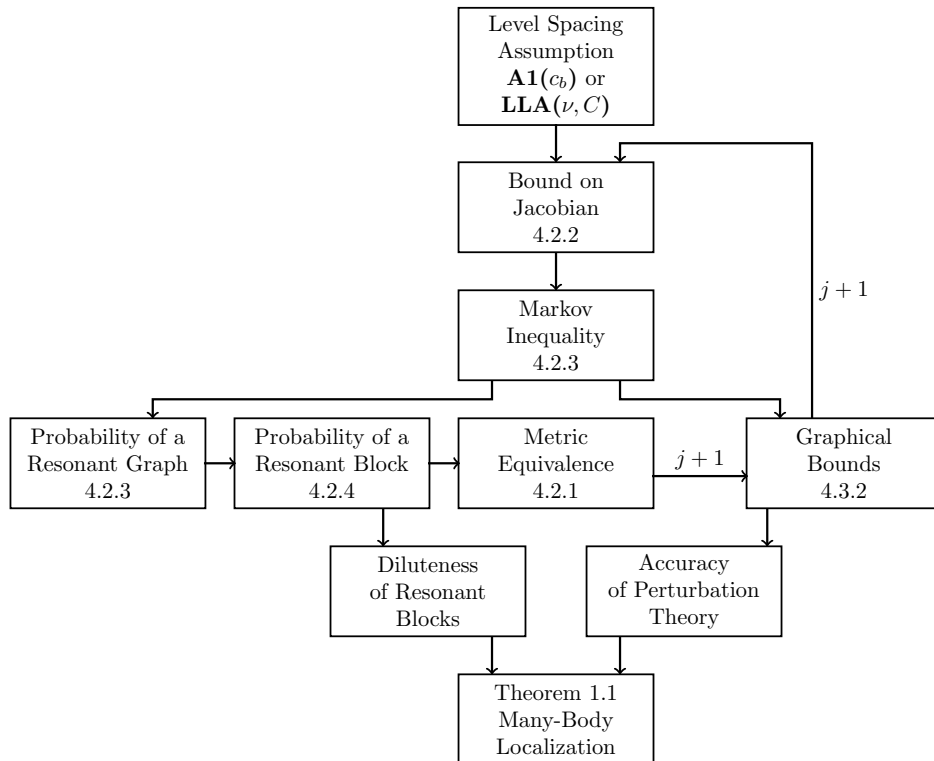 Level Spacing
Assumption
A1(c_b) or
LLA(ν, C)
Bound on
Jacobian
4.2.2
j + 1
Markov
Inequality
4.2.3
Probability of a
Resonant Graph
4.2.3
Probability of a
Resonant Block
4.2.4
Metric
Equivalence
4.2.1
j + 1
Graphical
Bounds
4.3.2
Diluteness
of Resonant
Blocks
Accuracy
of Perturbation
Theory
Theorem 1.1
Many-Body
Localization